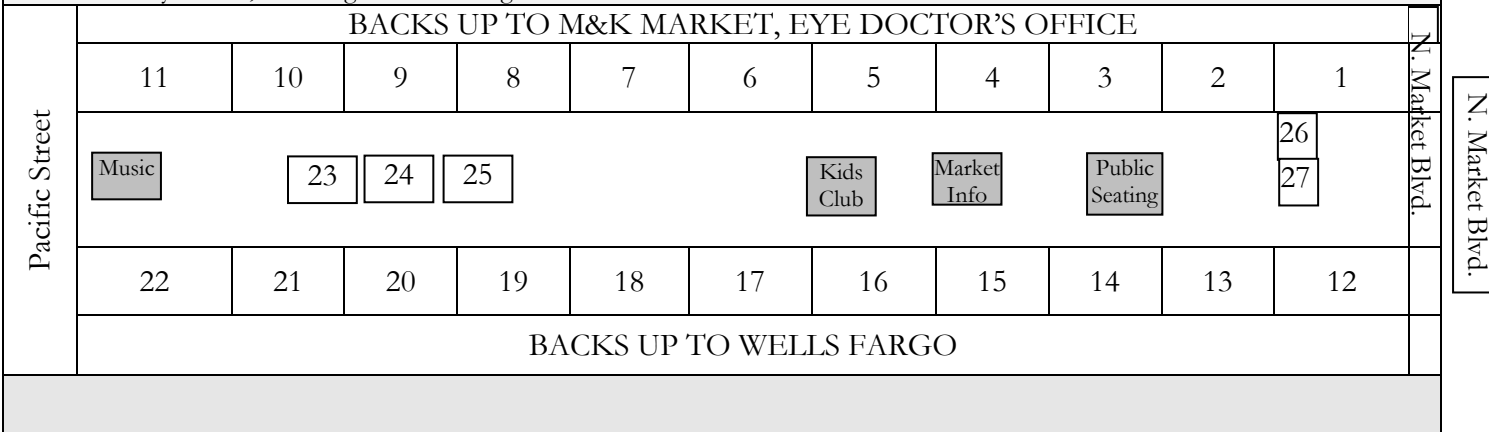 BACKS UP TO M&K MARKET, EYE DOCTOR'S OFFICE
11 10 9 8 7 6 5 4 3 2 1
N. Market Blvd.
N. Market Blvd.
Pacific Street
26
Music
23 24 25
Kids
Club
Market
Info
Public
Seating
27
22 21 20 19 18 17 16 15 14 13 12
BACKS UP TO WELLS FARGO